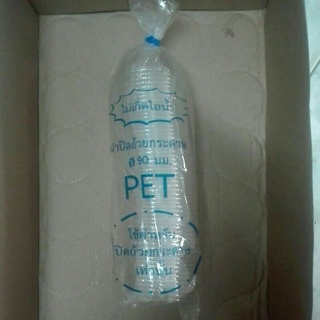 ไม่เกิดไอน้ำ
ฝาปิดถ้วยกระดาษ
Ø 90 มม.
PET
ใช้สำหรับ
ปิดถ้วยกระดาษ
เท่านั้น